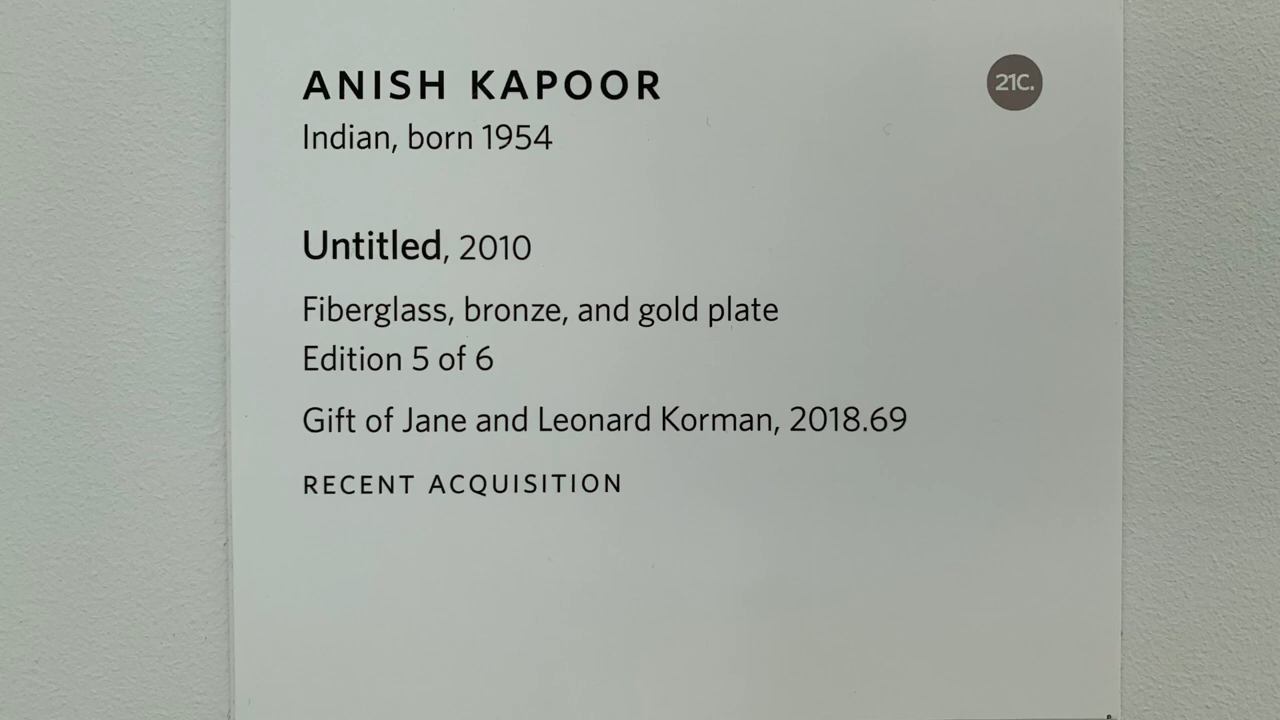 ANISH KAPOOR
21C.
Indian, born 1954
Untitled, 2010
Fiberglass, bronze, and gold plate
Edition 5 of 6
Gift of Jane and Leonard Korman, 2018.69
RECENT ACQUISITION